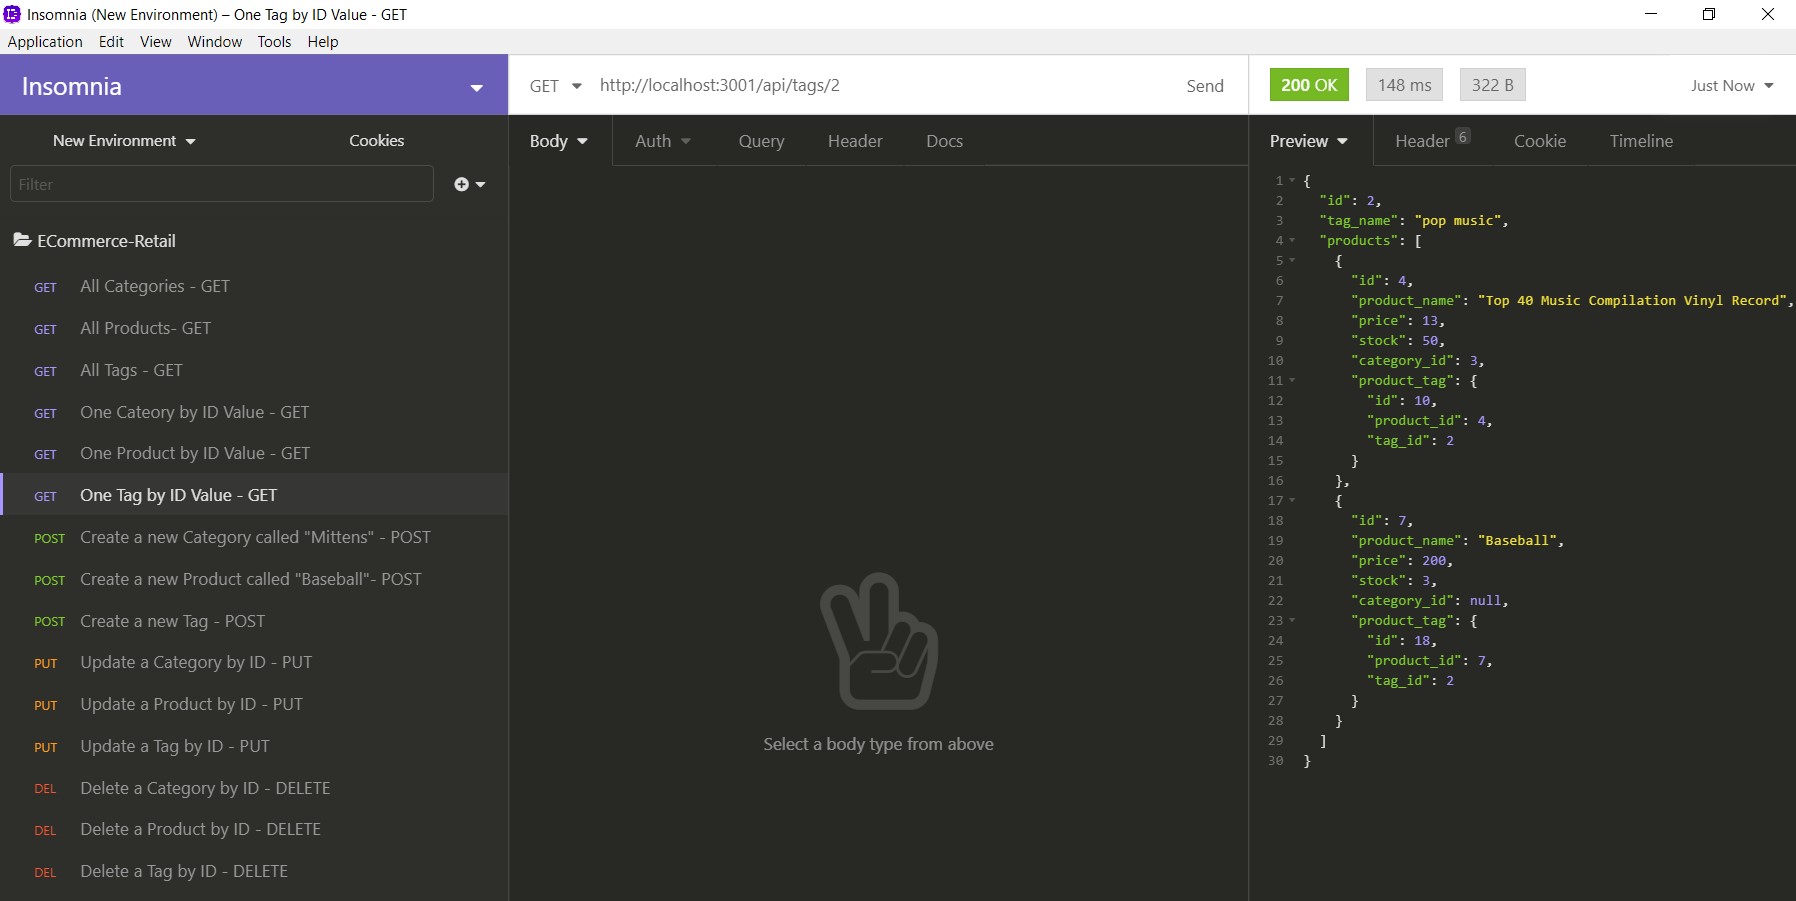 Insomnia (New Environment) – One Tag by ID Value - GET
Application Edit View Window Tools Help
Insomnia
New Environment Cookies
Filter
ECommerce-Retail
GET All Categories - GET
GET All Products- GET
GET All Tags - GET
GET One Cateory by ID Value - GET
GET One Product by ID Value - GET
GET One Tag by ID Value - GET
POST Create a new Category called "Mittens" - POST
POST Create a new Product called "Baseball"- POST
POST Create a new Tag - POST
PUT Update a Category by ID - PUT
PUT Update a Product by ID - PUT
PUT Update a Tag by ID - PUT
DEL Delete a Category by ID - DELETE
DEL Delete a Product by ID - DELETE
DEL Delete a Tag by ID - DELETE
GET http://localhost:3001/api/tags/2 Send
Body Auth Query Header Docs
Select a body type from above
200 OK 148 ms 322 B Just Now
Preview Header 6 Cookie Timeline
1 {
2 "id": 2,
3 "tag_name": "pop music",
4 "products": [
5 {
6 "id": 4,
7 "product_name": "Top 40 Music Compilation Vinyl Record",
8 "price": 13,
9 "stock": 50,
10 "category_id": 3,
11 "product_tag": {
12 "id": 10,
13 "product_id": 4,
14 "tag_id": 2
15 }
16 },
17 {
18 "id": 7,
19 "product_name": "Baseball",
20 "price": 200,
21 "stock": 3,
22 "category_id": null,
23 "product_tag": {
24 "id": 18,
25 "product_id": 7,
26 "tag_id": 2
27 }
28 }
29 ]
30 }